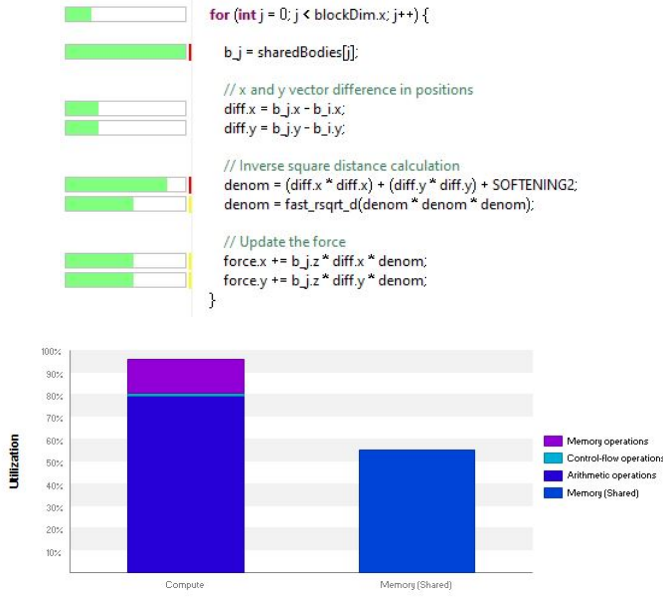 for (int j = 0; j < blockDim.x; j++) {
b_j = sharedBodies[j];
// x and y vector difference in positions
diff.x = b_j.x - b_i.x;
diff.y = b_j.y - b_i.y;
// Inverse square distance calculation
denom = (diff.x * diff.x) + (diff.y * diff.y) + SOFTENING2;
denom = fast_rsqrt_d(denom * denom * denom);
// Update the force
force.x += b_j.z * diff.x * denom;
force.y += b_j.z * diff.y * denom;
}
100%
90%
80%
70%
60%
50%
40%
30%
20%
10%
Utilization
Compute
Memory (Shared)
Memory operations
Control-flow operations
Arithmetic operations
Memory (Shared)